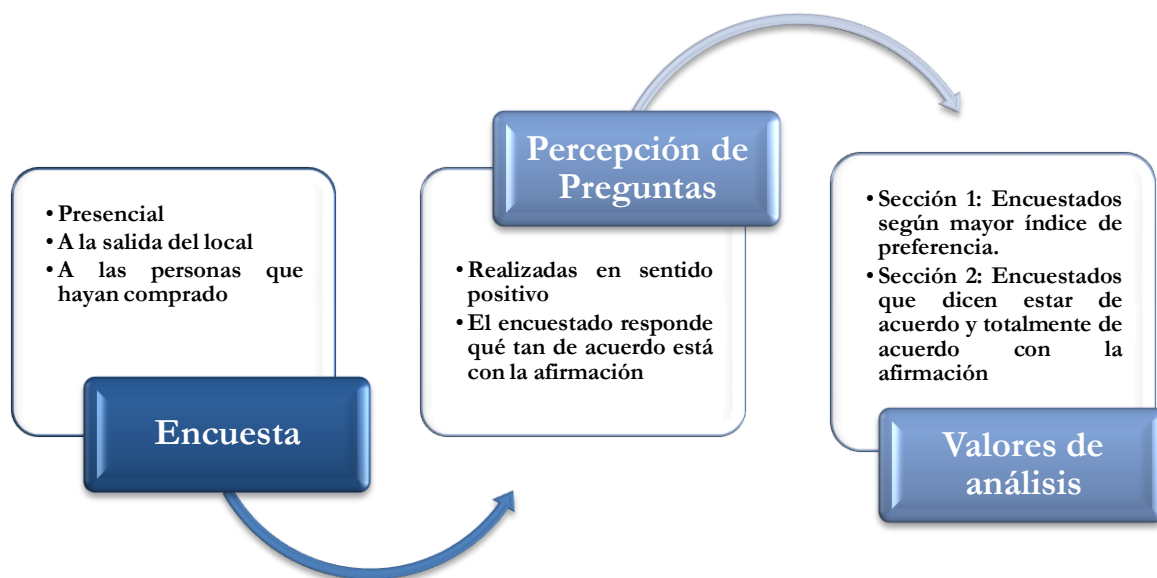 • Presencial
• A la salida del local
• A las personas que
hayan comprado
Encuesta
Percepción de
Preguntas
• Realizadas en sentido
positivo
• El encuestado responde
qué tan de acuerdo está
con la afirmación
• Sección 1: Encuestados
según mayor índice de
preferencia.
• Sección 2: Encuestados
que dicen estar de
acuerdo y totalmente de
acuerdo con la
afirmación
Valores de
análisis